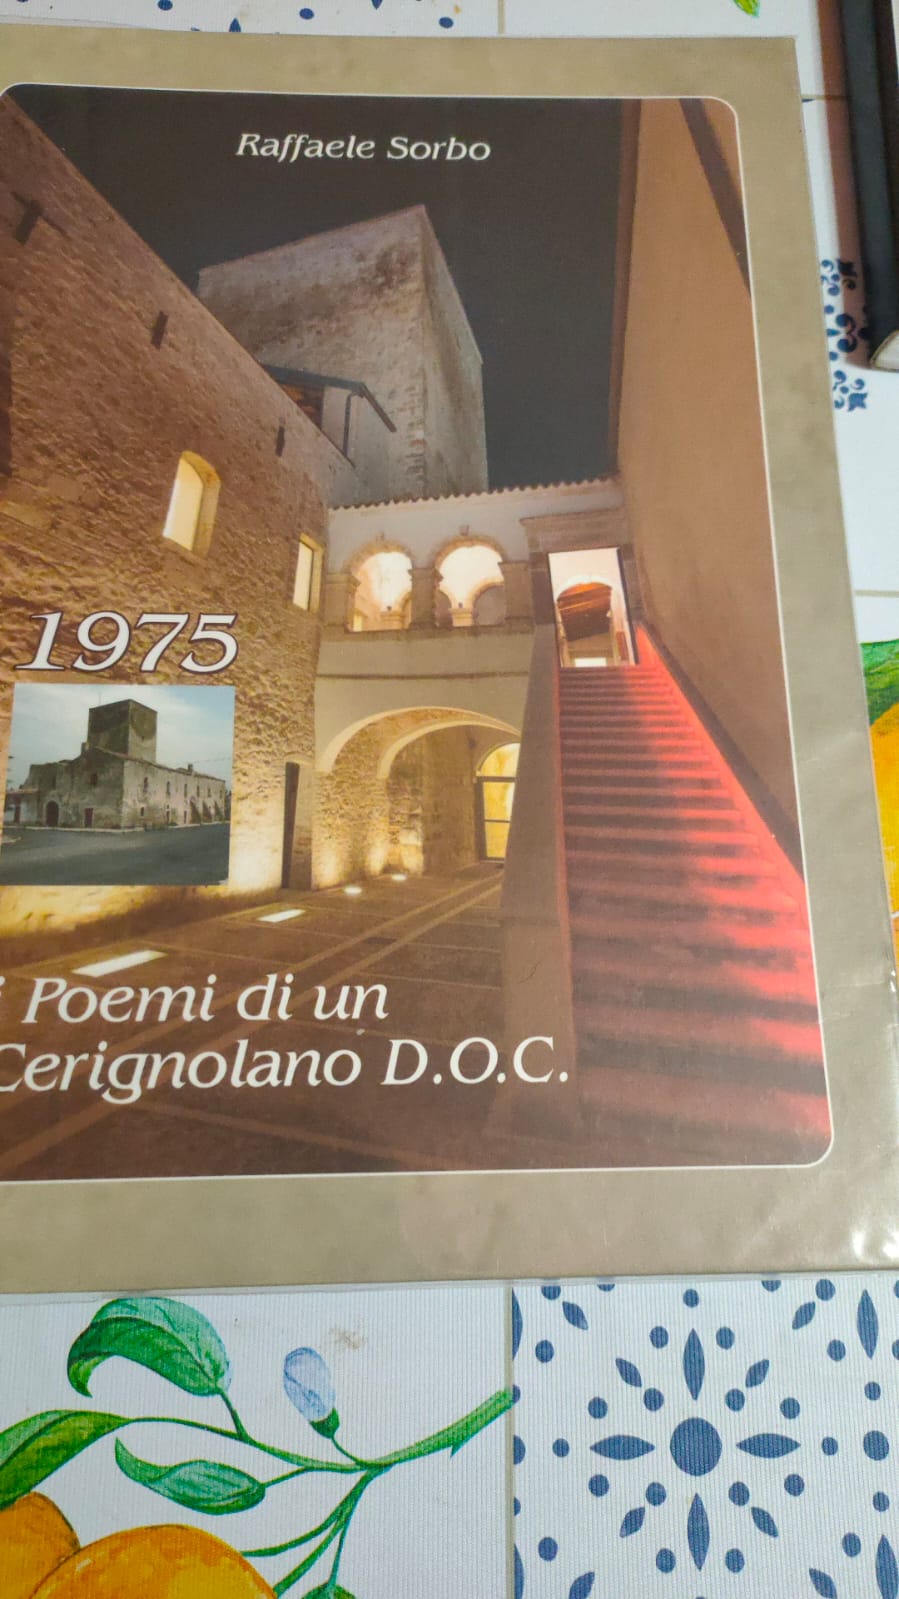 Raffaele Sorbo
1975
i Poemi di un
Cerignolano D.O.C.